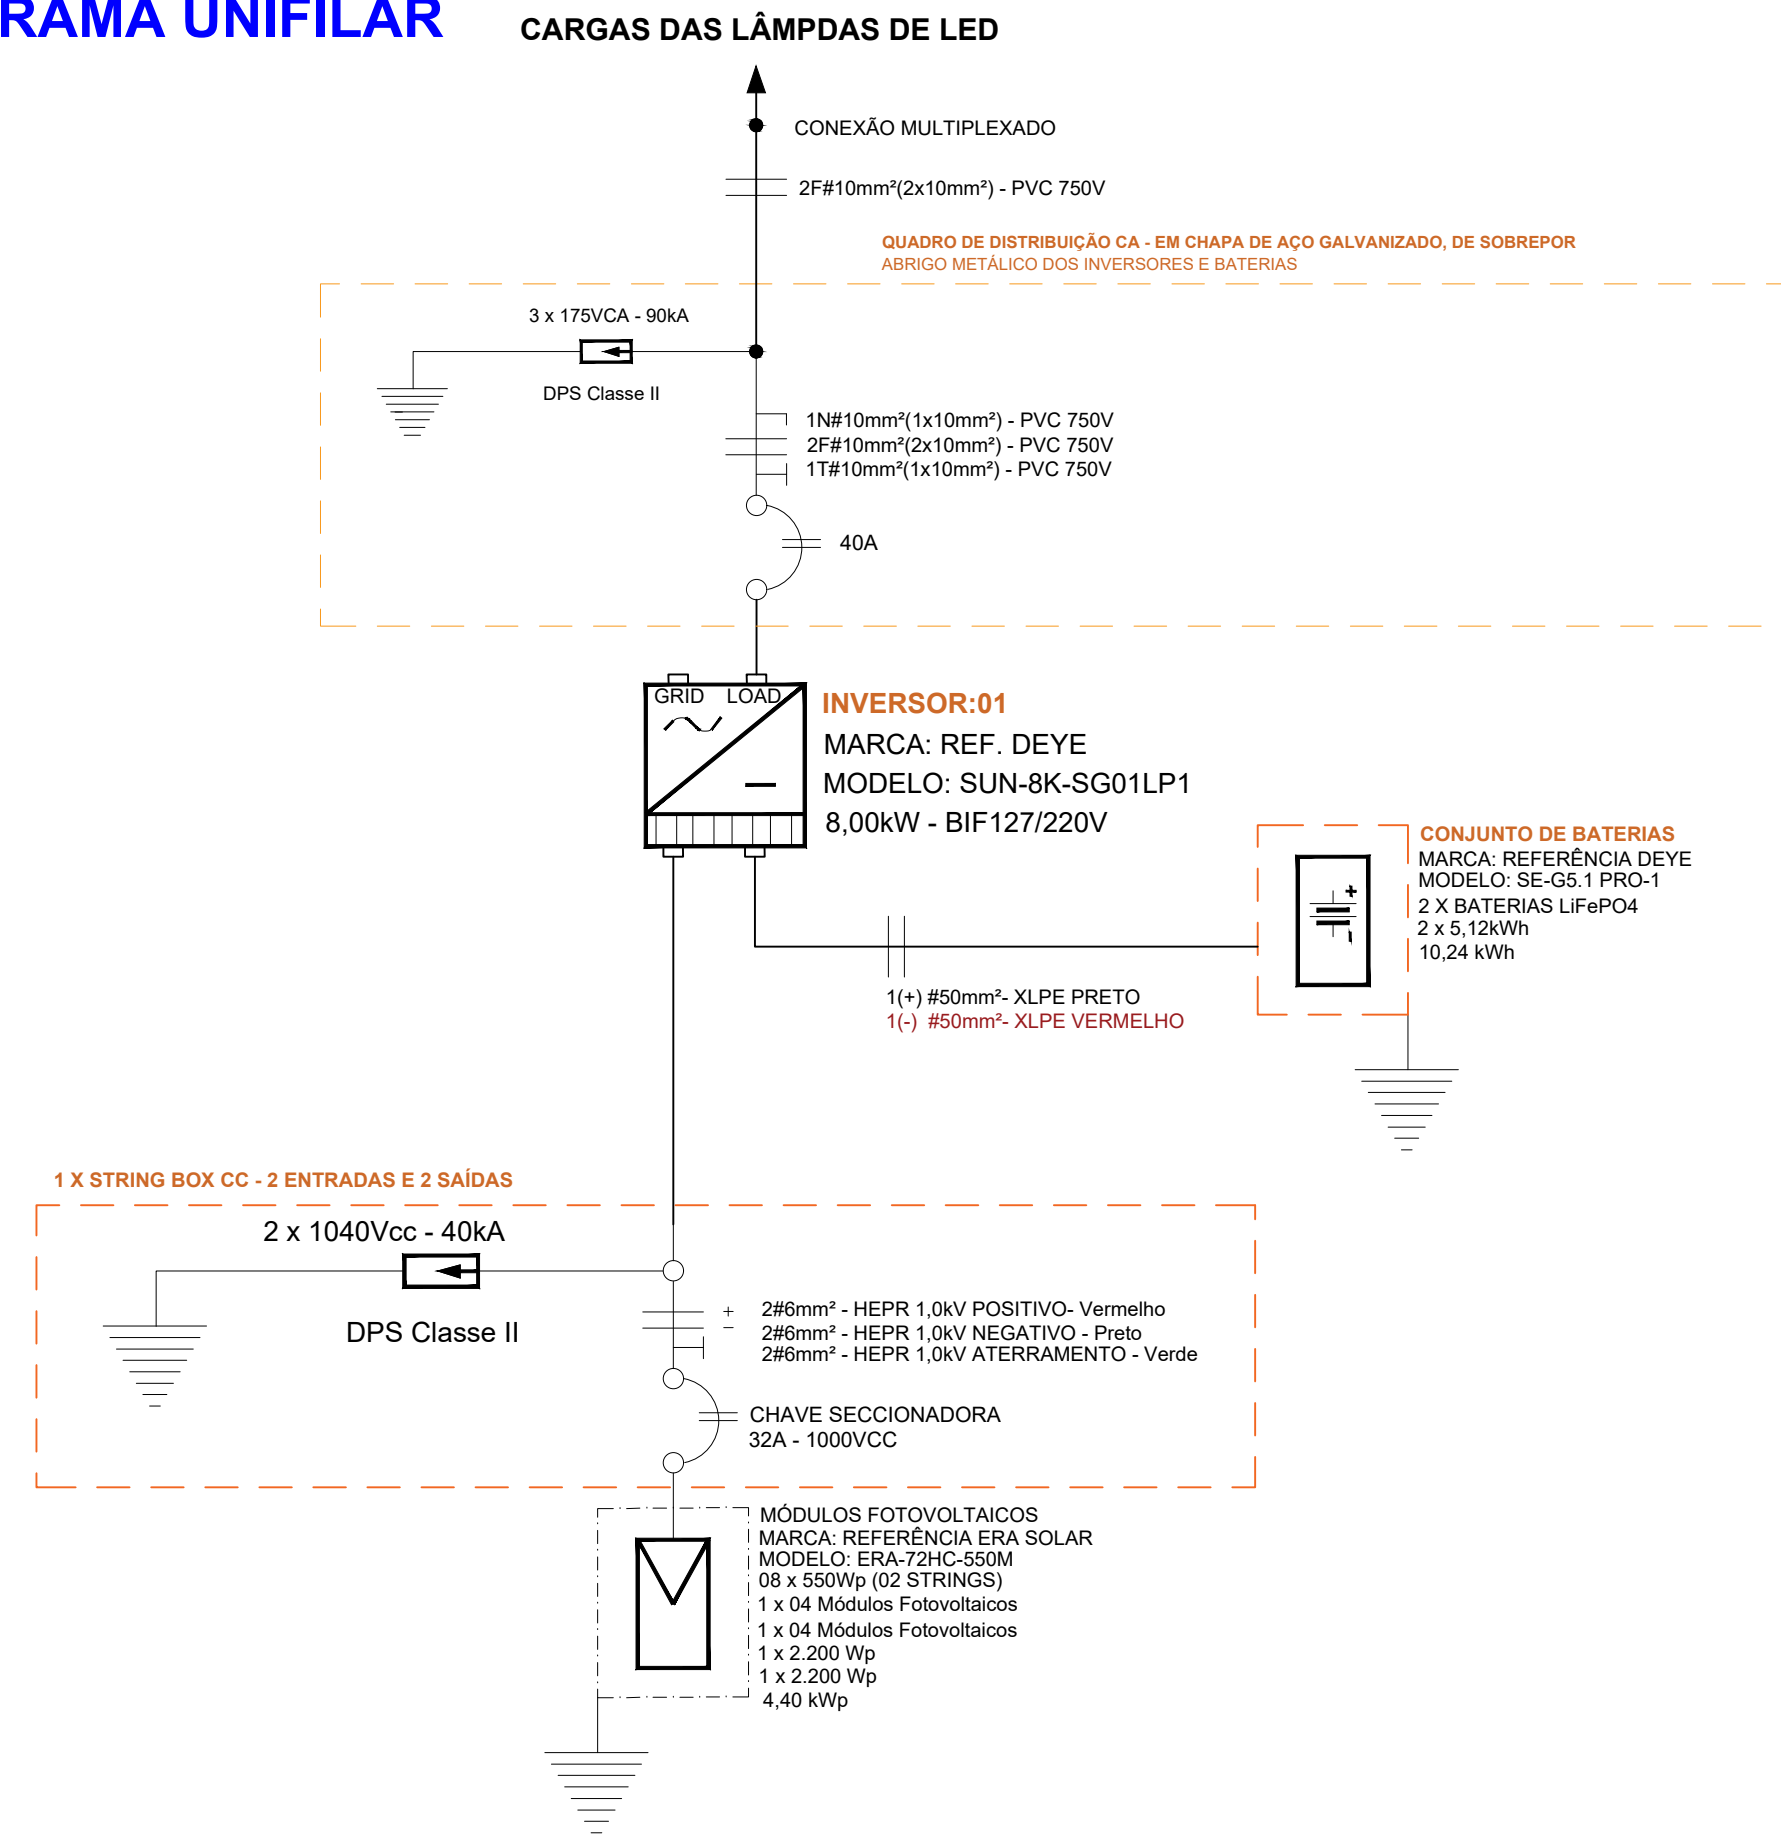 RAMA UNIFILAR
CARGAS DAS LÂMPDAS DE LED
CONEXÃO MULTIPLEXADO
2F#10mm²(2x10mm²) - PVC 750V
QUADRO DE DISTRIBUIÇÃO CA - EM CHAPA DE AÇO GALVANIZADO, DE SOBREPOR
ABRIGO METÁLICO DOS INVERSORES E BATERIAS
3 x 175VCA - 90kA
DPS Classe II
1N#10mm²(1x10mm²) - PVC 750V
2F#10mm²(2x10mm²) - PVC 750V
1T#10mm²(1x10mm²) - PVC 750V
40A
GRID LOAD
INVERSOR:01
MARCA: REF. DEYE
MODELO: SUN-8K-SG01LP1
8,00kW - BIF127/220V
CONJUNTO DE BATERIAS
MARCA: REFERÊNCIA DEYE
MODELO: SE-G5.1 PRO-1
2 X BATERIAS LiFePO4
2 x 5,12kWh
10,24 kWh
+
-
1(+) #50mm²- XLPE PRETO
1(-) #50mm²- XLPE VERMELHO
1 X STRING BOX CC - 2 ENTRADAS E 2 SAÍDAS
2 x 1040Vcc - 40kA
DPS Classe II
+ 2#6mm² - HEPR 1,0kV POSITIVO- Vermelho
- 2#6mm² - HEPR 1,0kV NEGATIVO - Preto
2#6mm² - HEPR 1,0kV ATERRAMENTO - Verde
CHAVE SECCIONADORA
32A - 1000VCC
MÓDULOS FOTOVOLTAICOS
MARCA: REFERÊNCIA ERA SOLAR
MODELO: ERA-72HC-550M
08 x 550Wp (02 STRINGS)
1 x 04 Módulos Fotovoltaicos
1 x 04 Módulos Fotovoltaicos
1 x 2.200 Wp
1 x 2.200 Wp
4,40 kWp